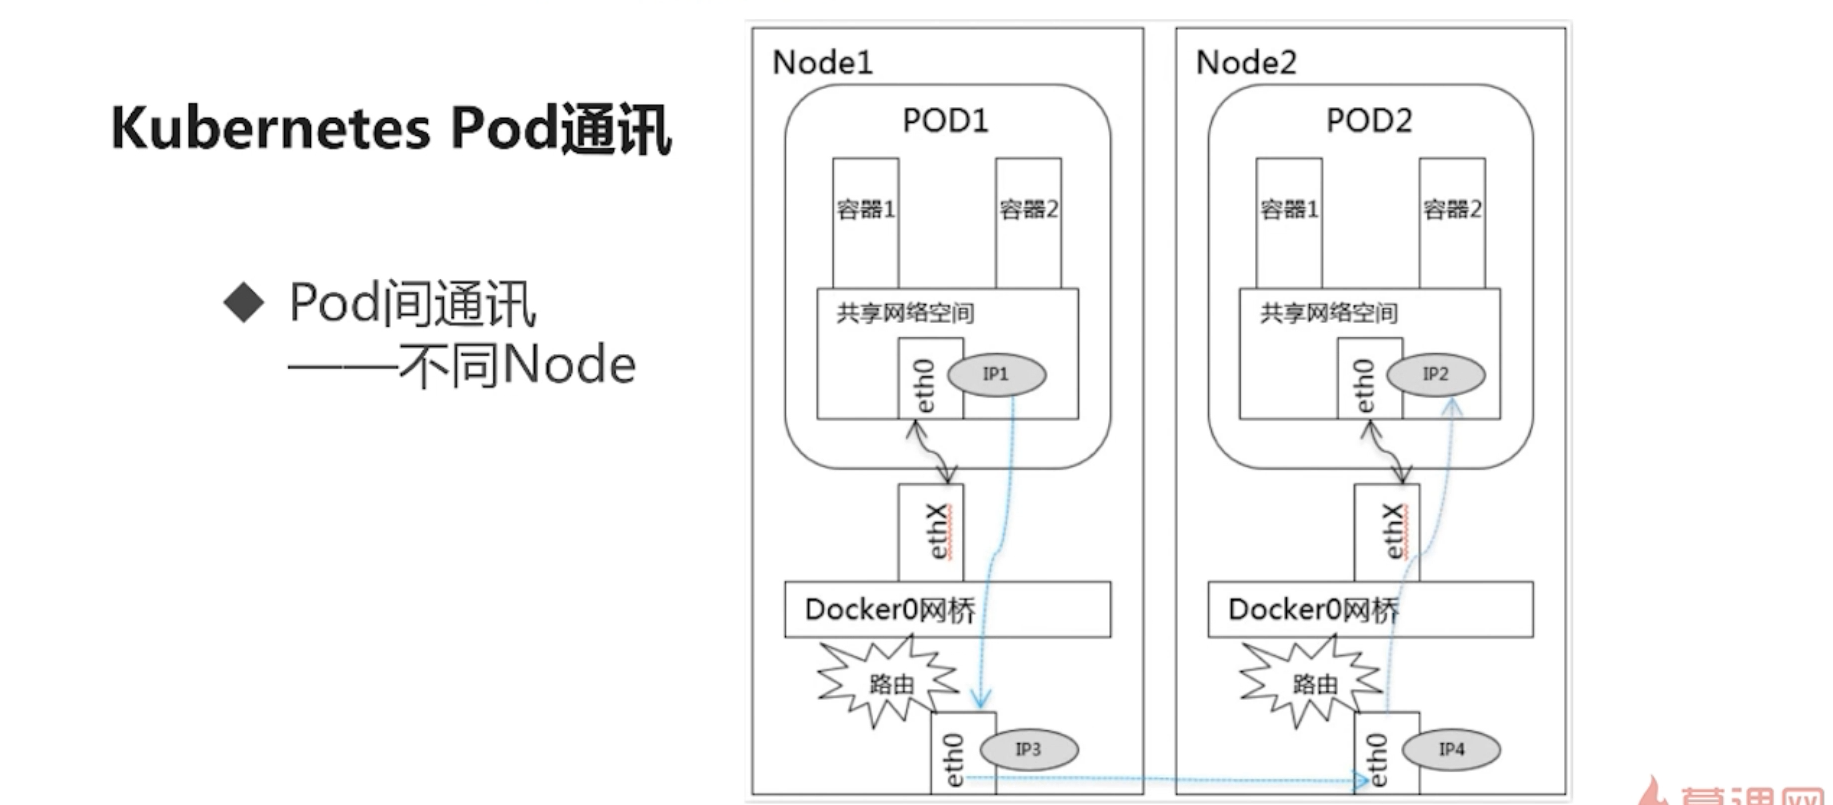 Kubernetes Pod通讯
◆ Pod间通讯
——不同Node
Node1
POD1
容器1
容器2
共享网络空间
eth0
IP1
ethX
Docker0网桥
路由
eth0
IP3
Node2
POD2
容器1
容器2
共享网络空间
eth0
IP2
ethX
Docker0网桥
路由
eth0
IP4